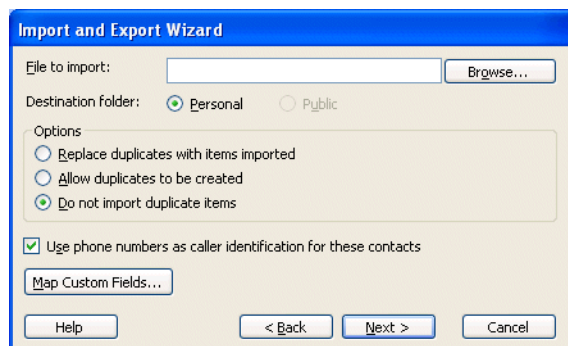 Import and Export Wizard
File to import:
Browse...
Destination folder: Personal Public
Options
Replace duplicates with items imported
Allow duplicates to be created
Do not import duplicate items
Use phone numbers as caller identification for these contacts
Map Custom Fields...
Help < Back Next > Cancel